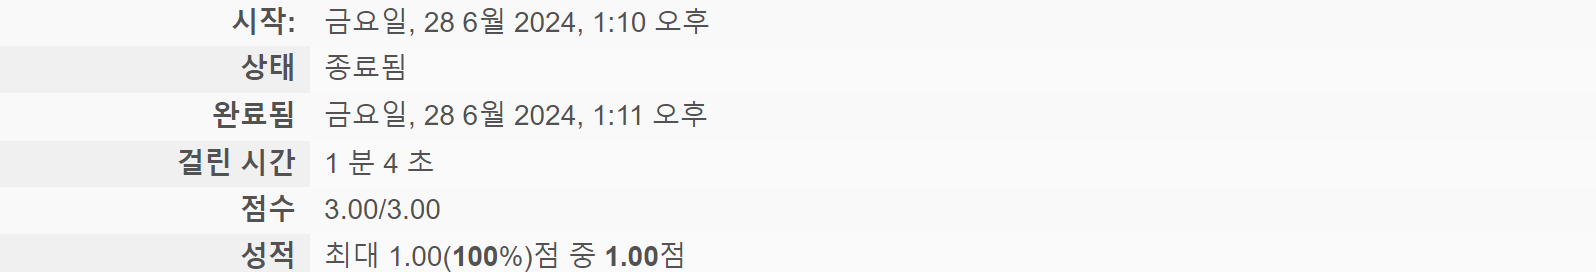 시작: 금요일, 28 6월 2024, 1:10 오후
상태 종료됨
완료됨 금요일, 28 6월 2024, 1:11 오후
걸린 시간 1 분 4 초
점수 3.00/3.00
성적 최대 1.00(100%)점 중 1.00점